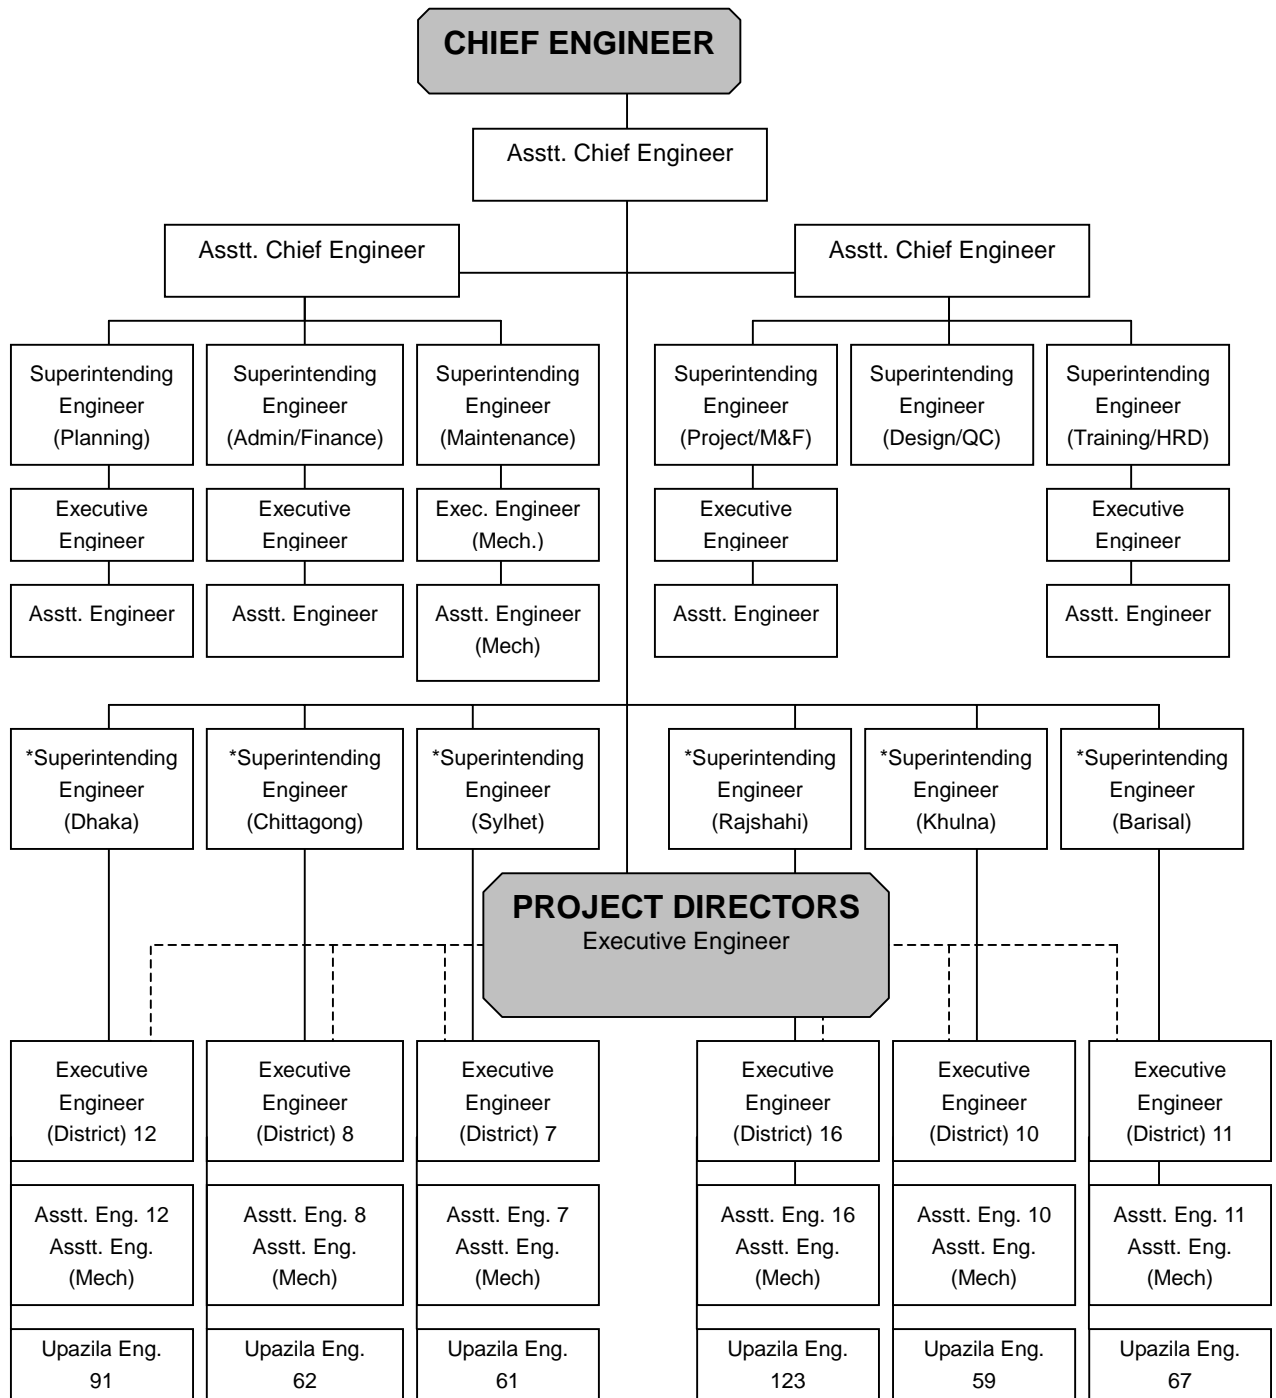 CHIEF ENGINEER
Asstt. Chief Engineer
Asstt. Chief Engineer
Asstt. Chief Engineer
Superintending
Engineer
(Planning)
Superintending
Engineer
(Admin/Finance)
Superintending
Engineer
(Maintenance)
Superintending
Engineer
(Project/M&F)
Superintending
Engineer
(Design/QC)
Superintending
Engineer
(Training/HRD)
Executive
Engineer
Executive
Engineer
Exec. Engineer
(Mech.)
Executive
Engineer
Executive
Engineer
Asstt. Engineer
Asstt. Engineer
Asstt. Engineer
(Mech)
Asstt. Engineer
Asstt. Engineer
*Superintending
Engineer
(Dhaka)
*Superintending
Engineer
(Chittagong)
*Superintending
Engineer
(Sylhet)
*Superintending
Engineer
(Rajshahi)
*Superintending
Engineer
(Khulna)
*Superintending
Engineer
(Barisal)
PROJECT DIRECTORS
Executive Engineer
Executive
Engineer
(District) 12
Executive
Engineer
(District) 8
Executive
Engineer
(District) 7
Executive
Engineer
(District) 16
Executive
Engineer
(District) 10
Executive
Engineer
(District) 11
Asstt. Eng. 12
Asstt. Eng.
(Mech)
Asstt. Eng. 8
Asstt. Eng.
(Mech)
Asstt. Eng. 7
Asstt. Eng.
(Mech)
Asstt. Eng. 16
Asstt. Eng.
(Mech)
Asstt. Eng. 10
Asstt. Eng.
(Mech)
Asstt. Eng. 11
Asstt. Eng.
(Mech)
Upazila Eng.
91
Upazila Eng.
62
Upazila Eng.
61
Upazila Eng.
123
Upazila Eng.
59
Upazila Eng.
67